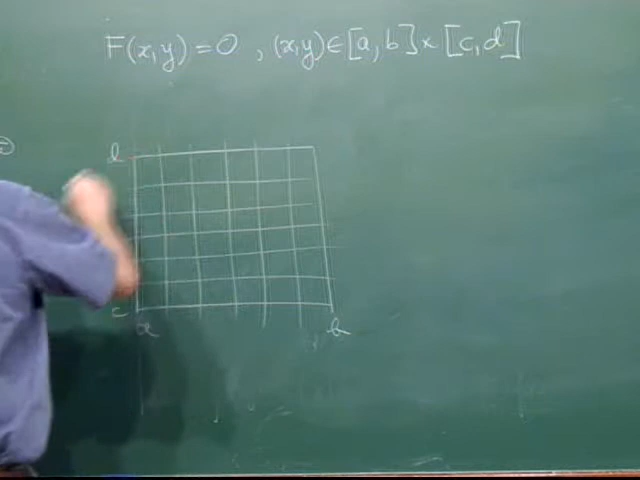 F(x,y) = 0 , (x,y) ∈ [a,b] × [c,d]
d
c
a
b